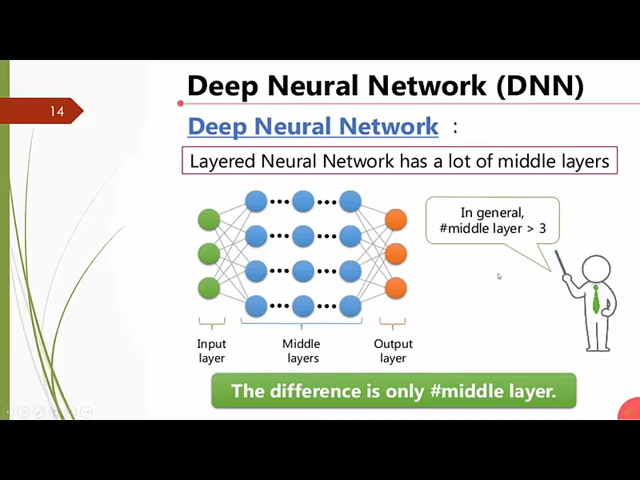 14
Deep Neural Network (DNN)
Deep Neural Network :
Layered Neural Network has a lot of middle layers
In general,
#middle layer > 3
Input
layer
Middle
layers
Output
layer
The difference is only #middle layer.